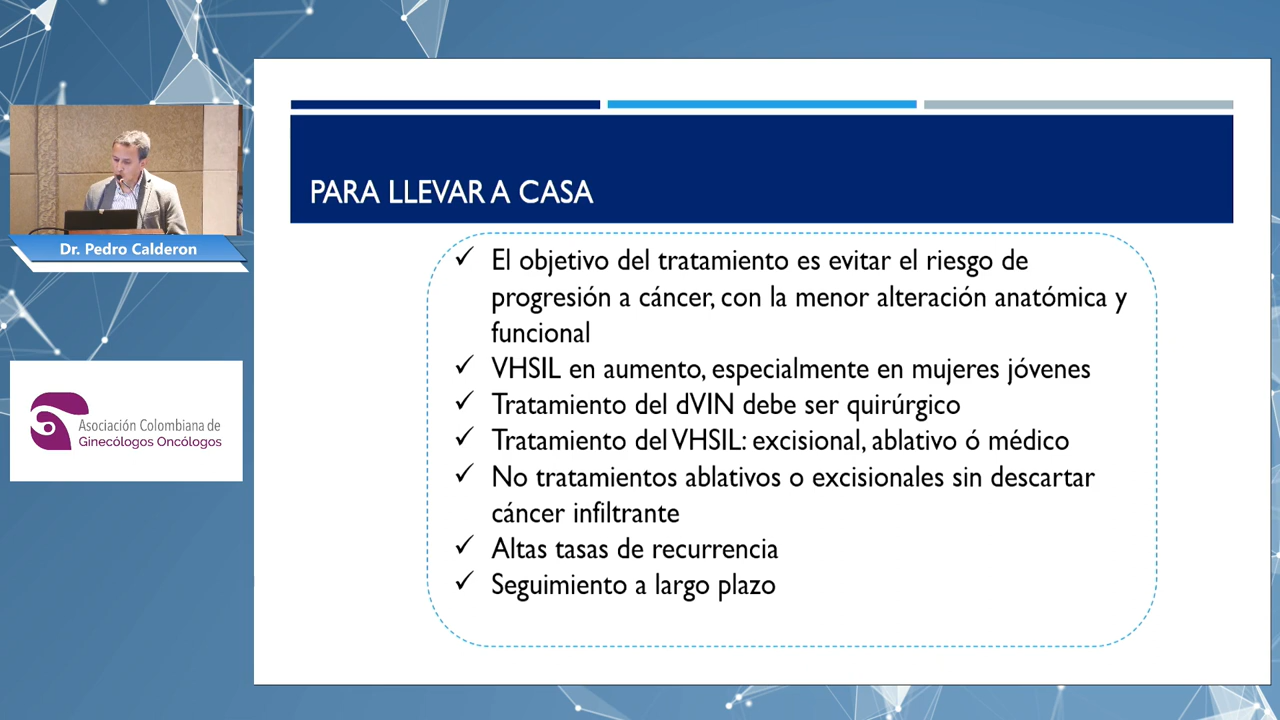 Dr. Pedro Calderon
Asociación Colombiana de
Ginecólogos Oncólogos
PARA LLEVAR A CASA
✓ El objetivo del tratamiento es evitar el riesgo de
progresión a cáncer, con la menor alteración anatómica y
funcional
✓ VHSIL en aumento, especialmente en mujeres jóvenes
✓ Tratamiento del dVIN debe ser quirúrgico
✓ Tratamiento del VHSIL: excisional, ablativo ó médico
✓ No tratamientos ablativos o excisionales sin descartar
cáncer infiltrante
✓ Altas tasas de recurrencia
✓ Seguimiento a largo plazo